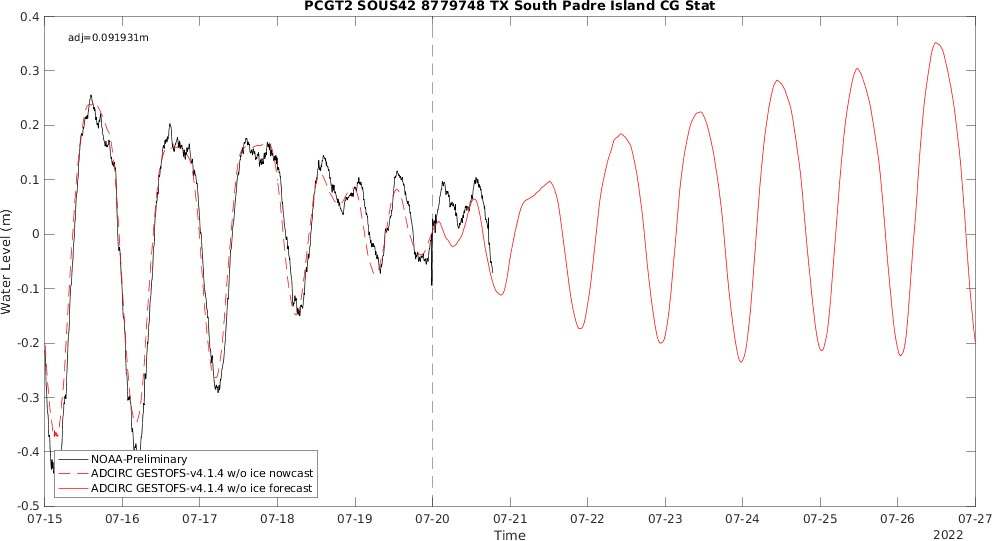 PCGT2 SOUS42 8779748 TX South Padre Island CG Stat
adj=0.091931m
Water Level (m)
0.4
0.3
0.2
0.1
0
-0.1
-0.2
-0.3
-0.4
-0.5
NOAA-Preliminary
ADCIRC GESTOFS-v4.1.4 w/o ice nowcast
ADCIRC GESTOFS-v4.1.4 w/o ice forecast
07-15 07-16 07-17 07-18 07-19 07-20 07-21 07-22 07-23 07-24 07-25 07-26 07-27
Time
2022